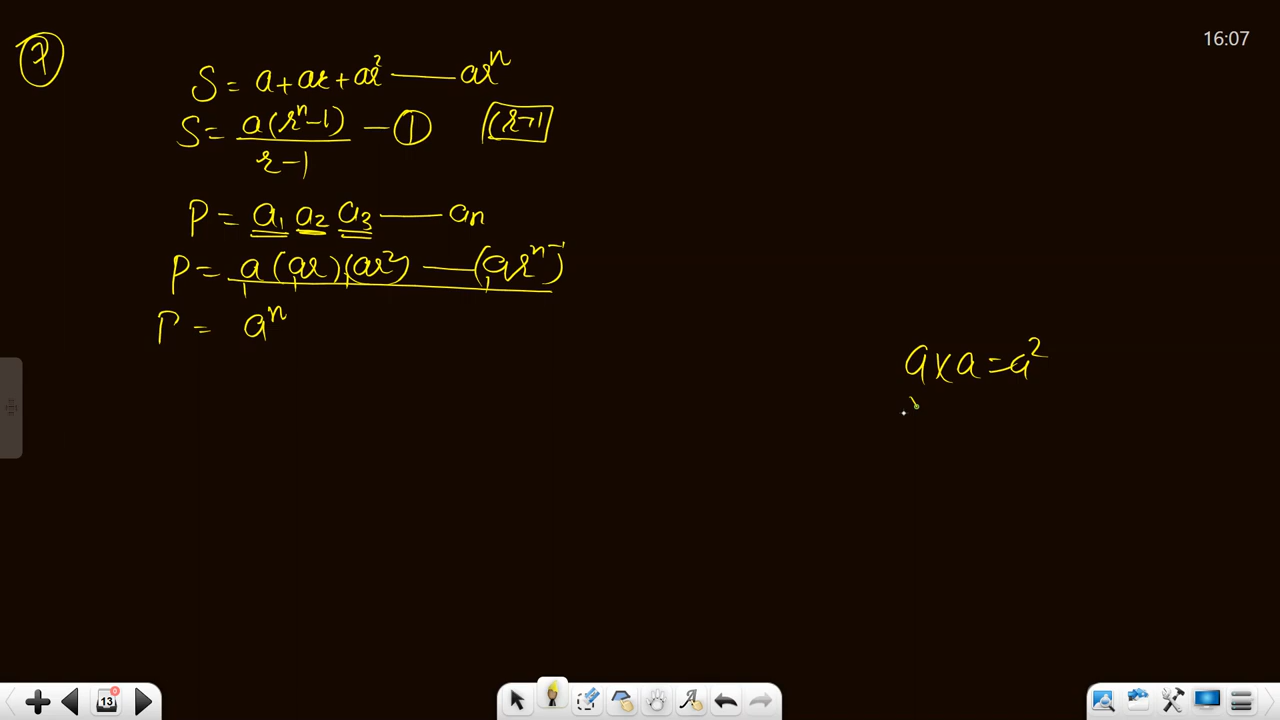 16:07
7
S = a + ar + ar² —— arⁿ
S = a(rⁿ-1) / r-1 —① (r>1)
P = a₁ a₂ a₃ —— aₙ
P = a (ar) (ar²) —— (arⁿ⁻¹)
P = aⁿ
a x a = a²
13
0